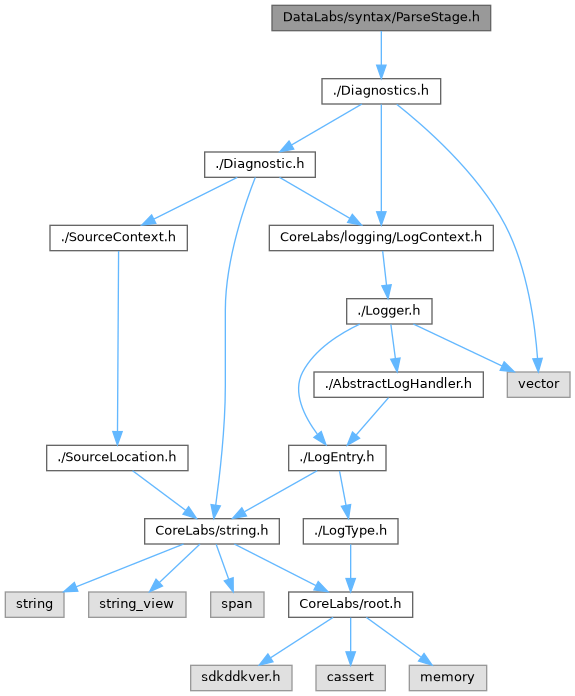 DataLabs/syntax/ParseStage.h
./Diagnostics.h
./Diagnostic.h
./SourceContext.h
CoreLabs/logging/LogContext.h
./Logger.h
./AbstractLogHandler.h
vector
./SourceLocation.h
./LogEntry.h
CoreLabs/string.h
./LogType.h
string
string_view
span
CoreLabs/root.h
sdkddkver.h
cassert
memory